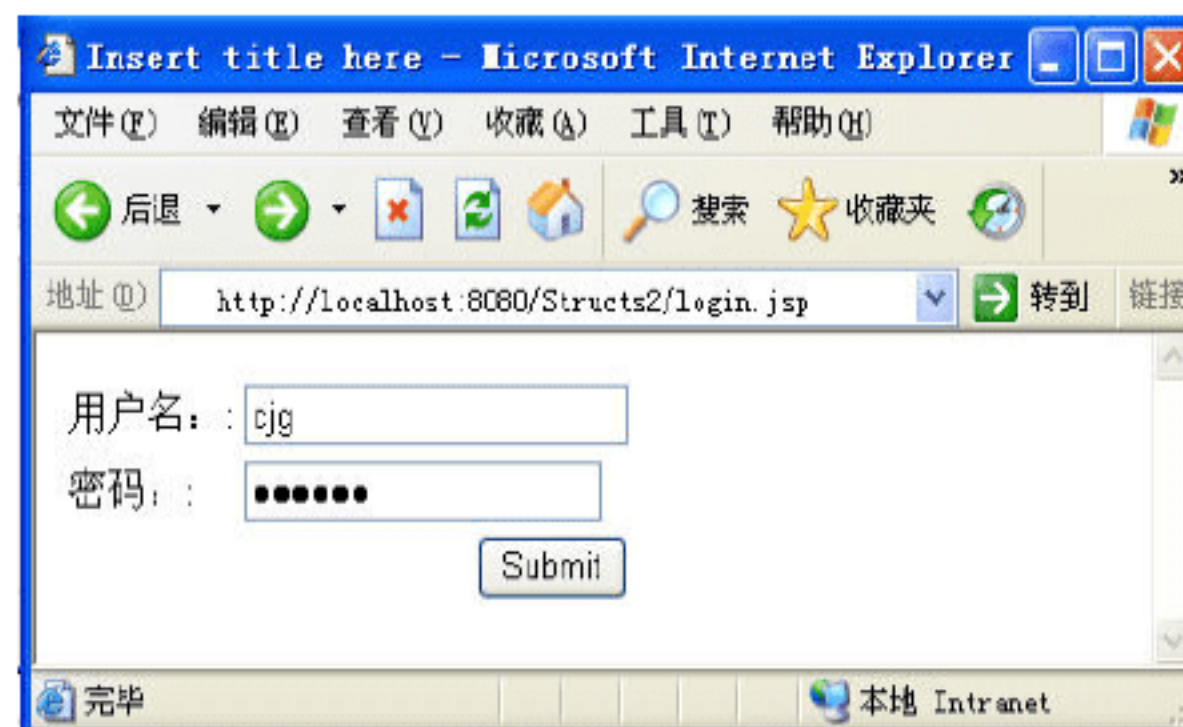 Insert title here - Microsoft Internet Explorer
文件(F) 编辑(E) 查看(V) 收藏(A) 工具(T) 帮助(H)
后退 搜索 收藏夹 »
地址(D) http://localhost:8080/Structs2/login.jsp 转到 链接
用户名：: cjg
密码：: ●●●●●●
Submit
完毕 本地 Intranet